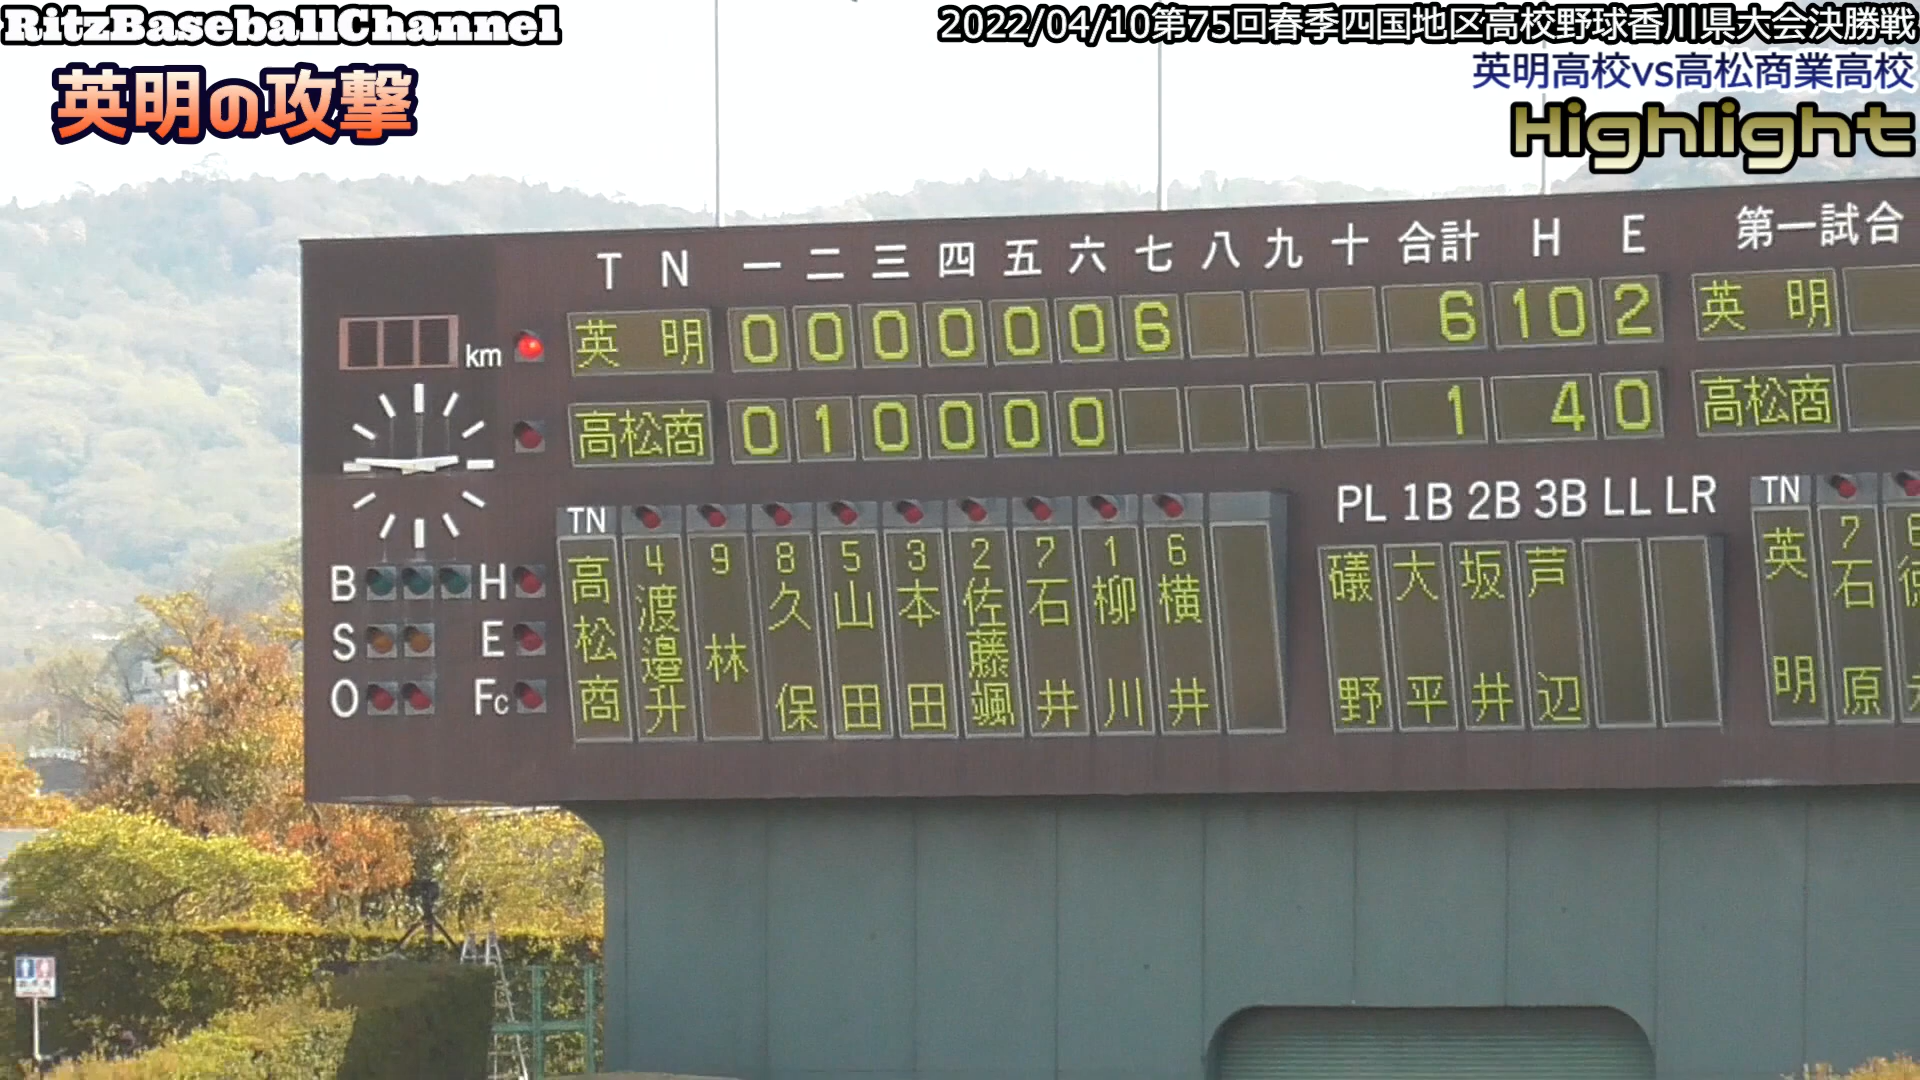 RitzBaseballChannel
2022/04/10第75回春季四国地区高校野球香川県大会決勝戦
英明高校vs高松商業高校
Highlight
英明の攻撃
T N 一 二 三 四 五 六 七 八 九 十 合計 H E 第一試合
英明 0 0 0 0 0 0 6 6 10 2 英明
km
高松商 0 1 0 0 0 0 1 4 0 高松商
TN 高松商
4 渡邉升
9 林
8 久保
5 山田
3 本田
2 佐藤颯
7 石井
1 柳川
6 横井
PL 1B 2B 3B LL LR
磯野 大平 坂井 芦辺
TN 英明
7 石原
B H
S E
O Fc